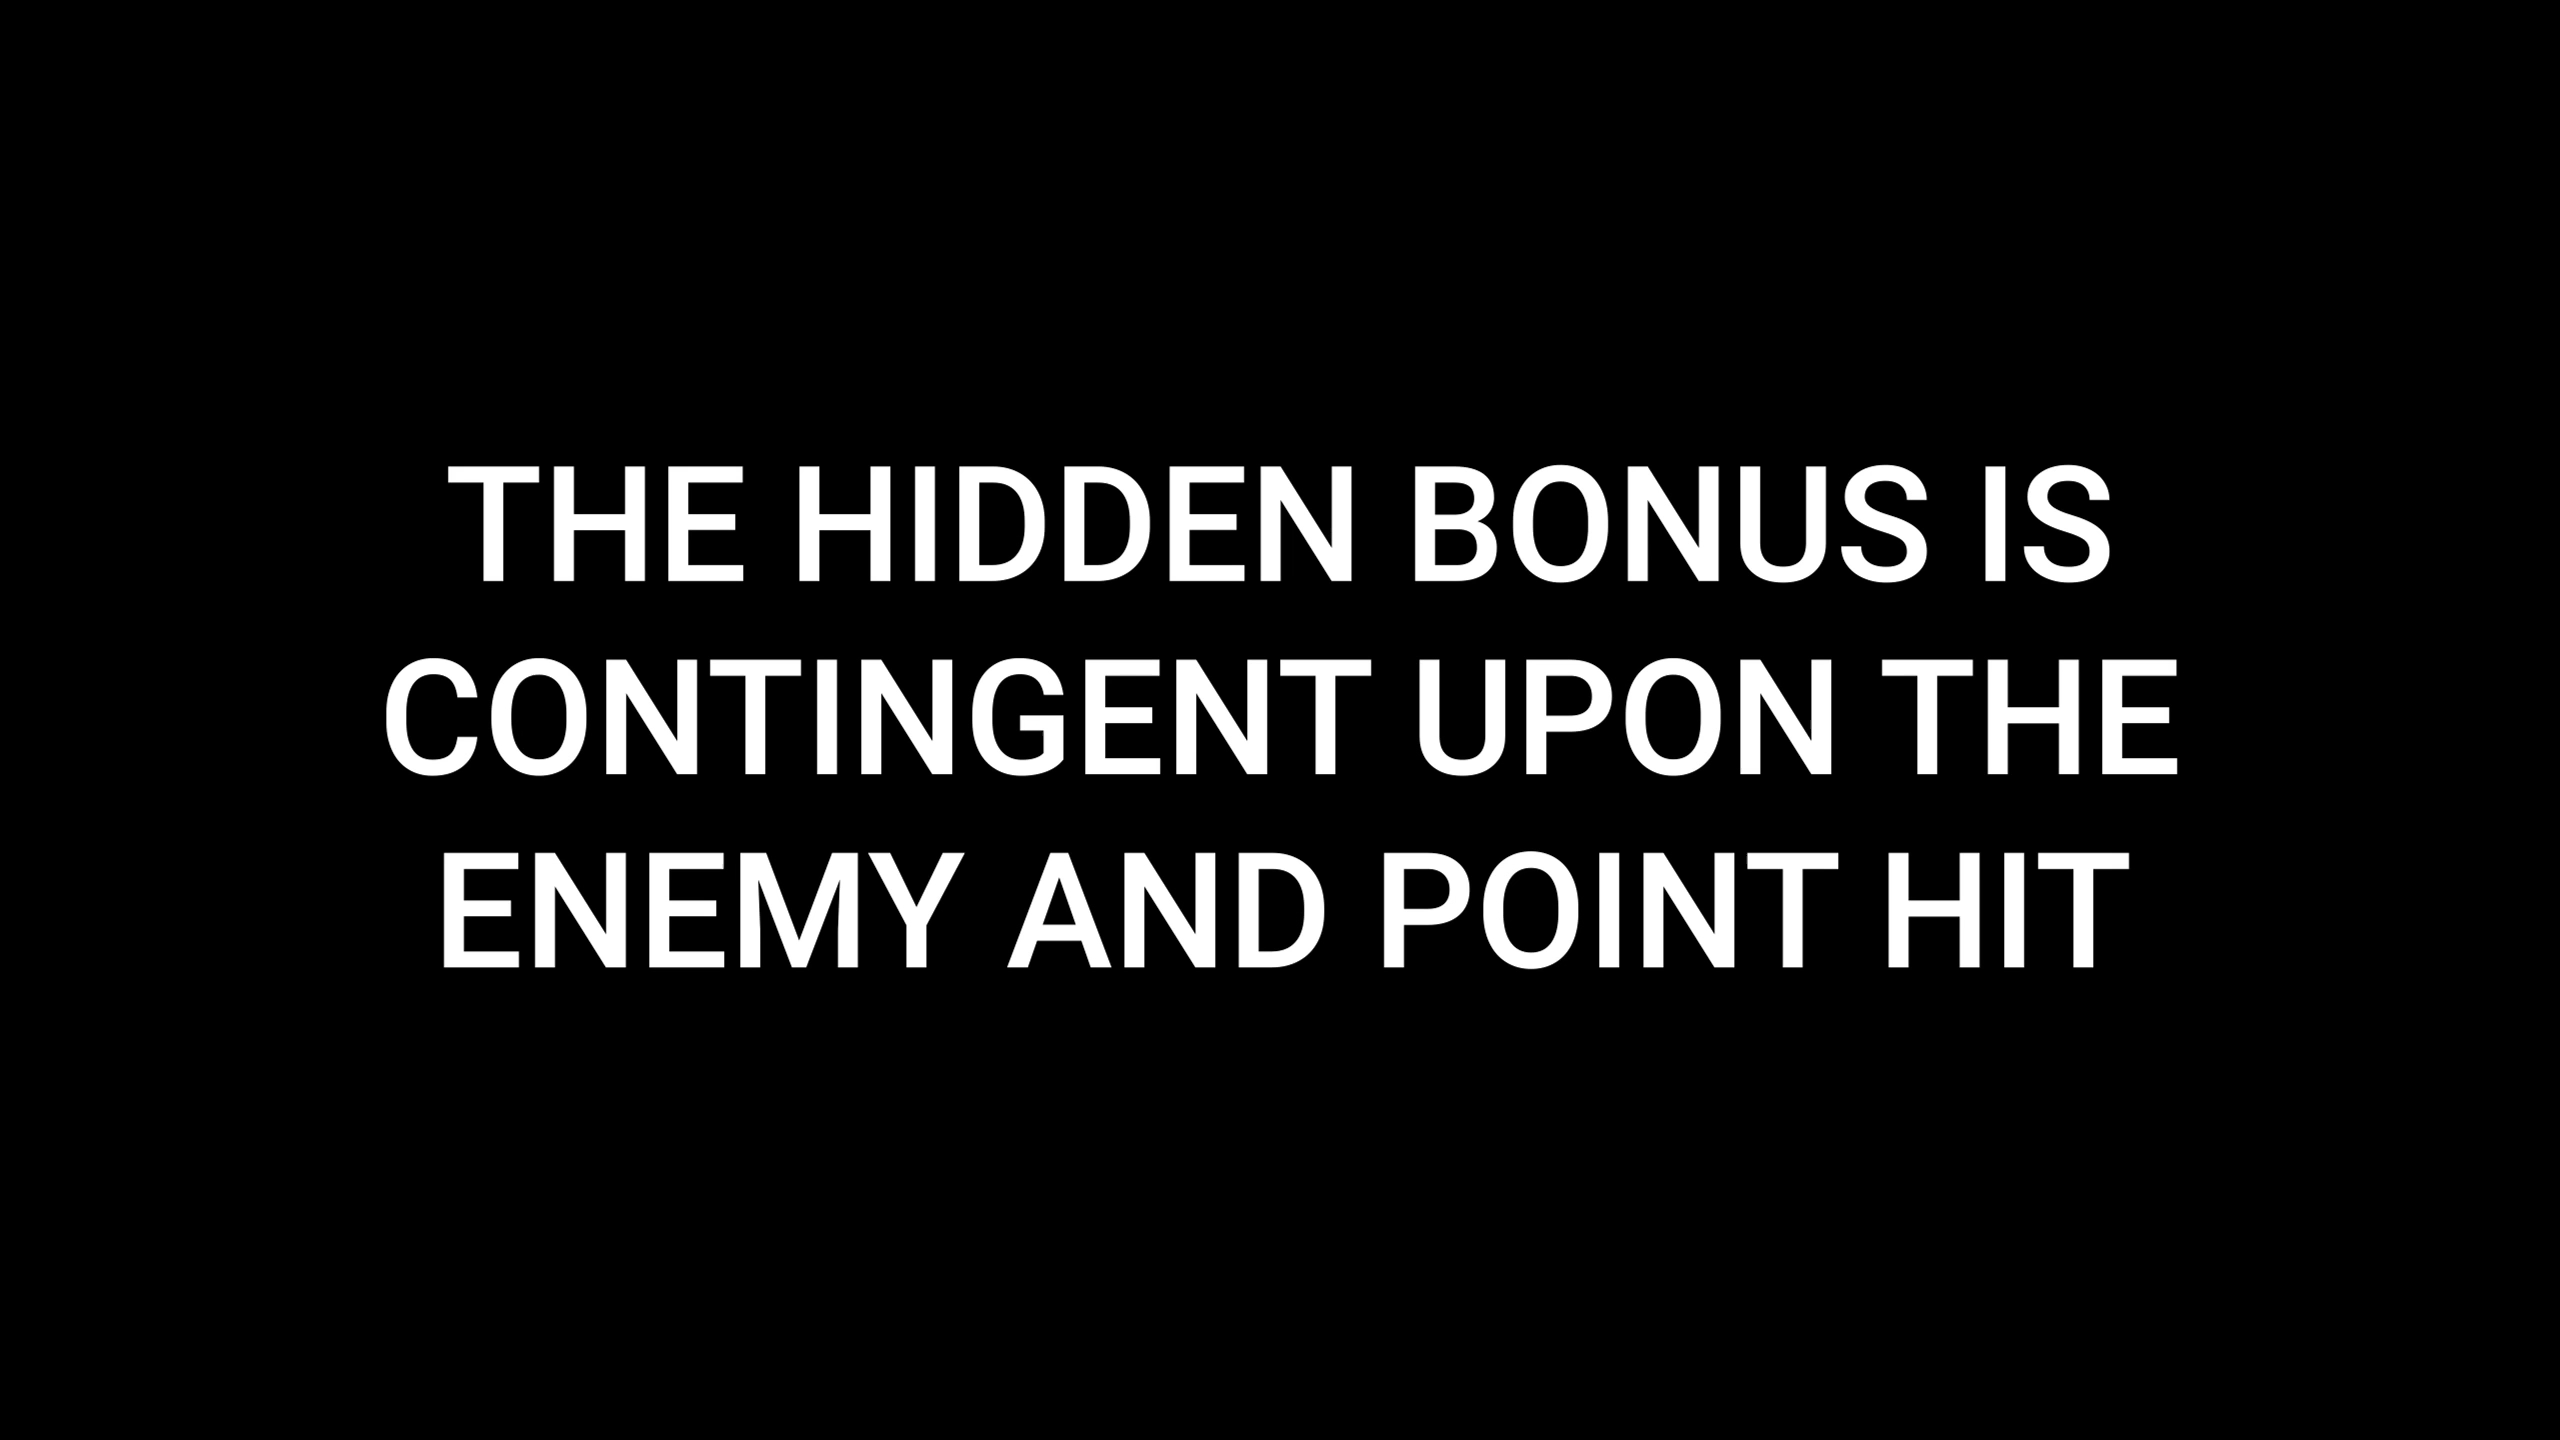 THE HIDDEN BONUS IS
CONTINGENT UPON THE
ENEMY AND POINT HIT